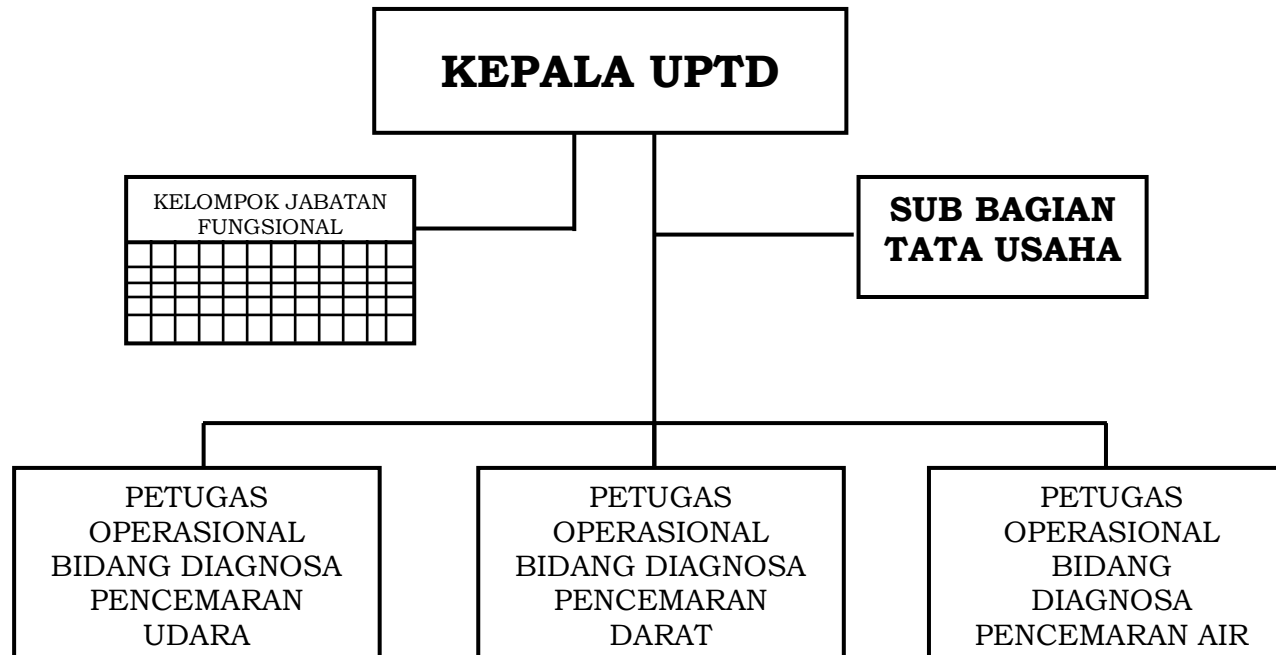 KEPALA UPTD
KELOMPOK JABATAN
FUNGSIONAL
SUB BAGIAN
TATA USAHA
PETUGAS
OPERASIONAL
BIDANG DIAGNOSA
PENCEMARAN
UDARA
PETUGAS
OPERASIONAL
BIDANG DIAGNOSA
PENCEMARAN
DARAT
PETUGAS
OPERASIONAL
BIDANG
DIAGNOSA
PENCEMARAN AIR